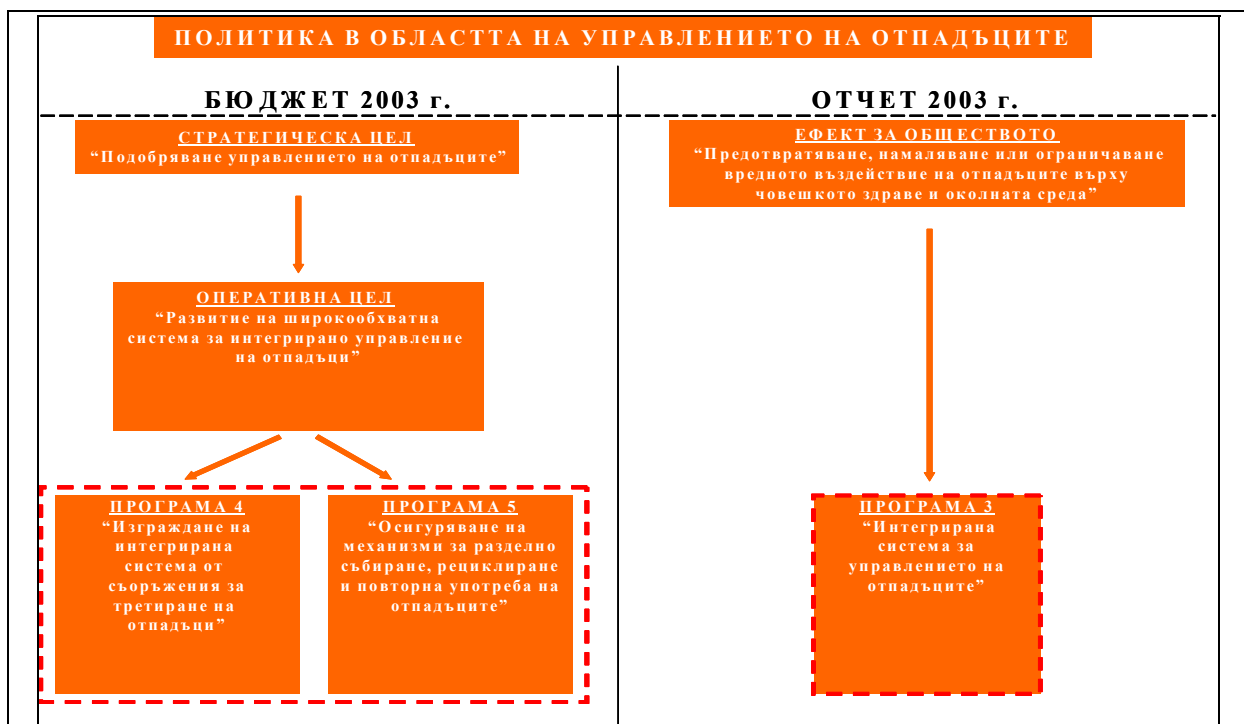 ПОЛИТИКА В ОБЛАСТТА НА УПРАВЛЕНИЕТО НА ОТПАДЪЦИТЕ
БЮДЖЕТ 2003 г.
СТРАТЕГИЧЕСКА ЦЕЛ
“Подобряване управлението на отпадъците”
ОПЕРАТИВНА ЦЕЛ
“Развитие на широкообхватна
система за интегрирано управление
на отпадъци”
ПРОГРАМА 4
“Изграждане на
интегрирана
система от
съоръжения за
третиране на
отпадъци”
ПРОГРАМА 5
“Осигуряване на
механизми за разделно
събиране, рециклиране
и повторна употреба на
отпадъците”
ОТЧЕТ 2003 г.
ЕФЕКТ ЗА ОБЩЕСТВОТО
“Предотвратяване, намаляване или ограничаване
вредното въздействие на отпадъците върху
човешкото здраве и околната среда”
ПРОГРАМА 3
“Интегрирана
система за
управлението на
отпадъците”